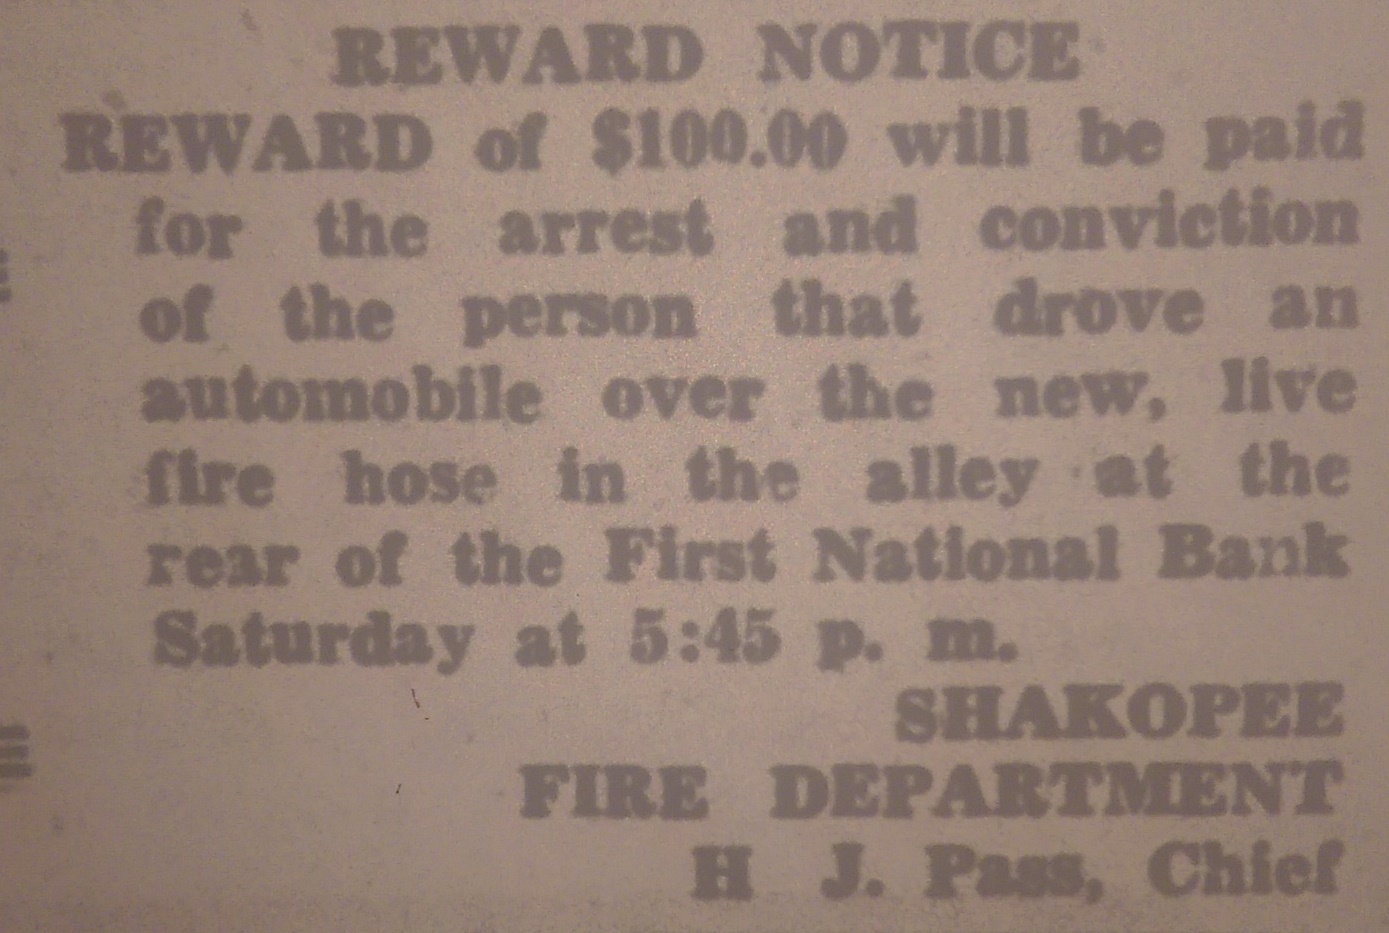 REWARD NOTICE
REWARD of $100.00 will be paid
for the arrest and conviction
of the person that drove an
automobile over the new, live
fire hose in the alley at the
rear of the First National Bank
Saturday at 5:45 p. m.
SHAKOPEE
FIRE DEPARTMENT
H J. Pass, Chief